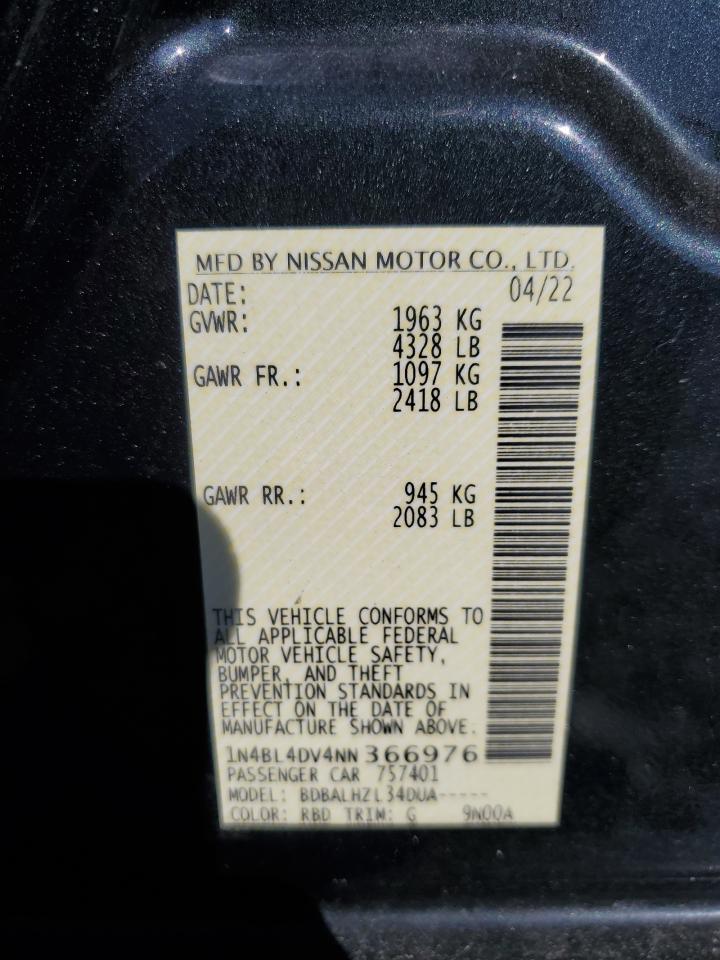 MFD BY NISSAN MOTOR CO., LTD.
DATE: 04/22
GVWR: 1963 KG
4328 LB
GAWR FR.: 1097 KG
2418 LB
GAWR RR.: 945 KG
2083 LB
THIS VEHICLE CONFORMS TO
ALL APPLICABLE FEDERAL
MOTOR VEHICLE SAFETY,
BUMPER, AND THEFT
PREVENTION STANDARDS IN
EFFECT ON THE DATE OF
MANUFACTURE SHOWN ABOVE.
1N4BL4DV4NN366976
PASSENGER CAR 757401
MODEL: BDBALHZL34DUA-----
COLOR: RBD TRIM: G 9N00A